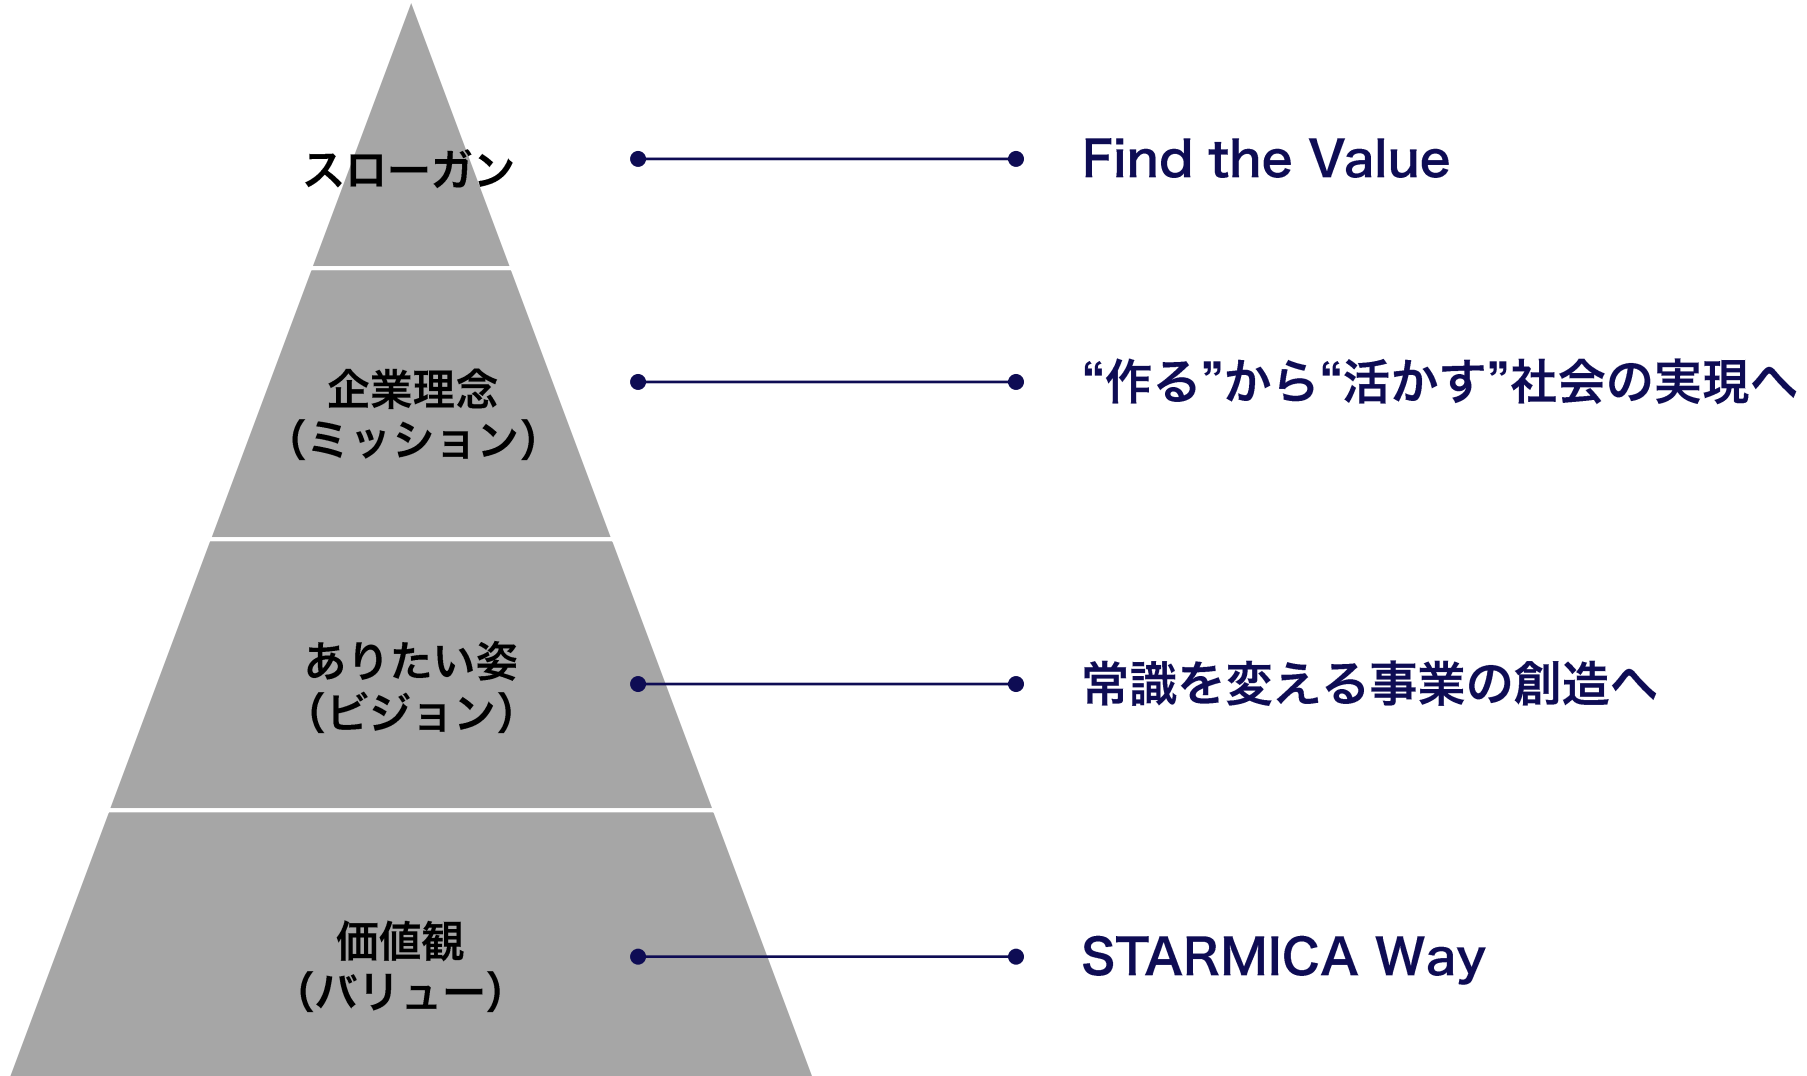 スローガン
Find the Value
企業理念
（ミッション）
“作る”から“活かす”社会の実現へ
ありたい姿
（ビジョン）
常識を変える事業の創造へ
価値観
（バリュー）
STARMICA Way